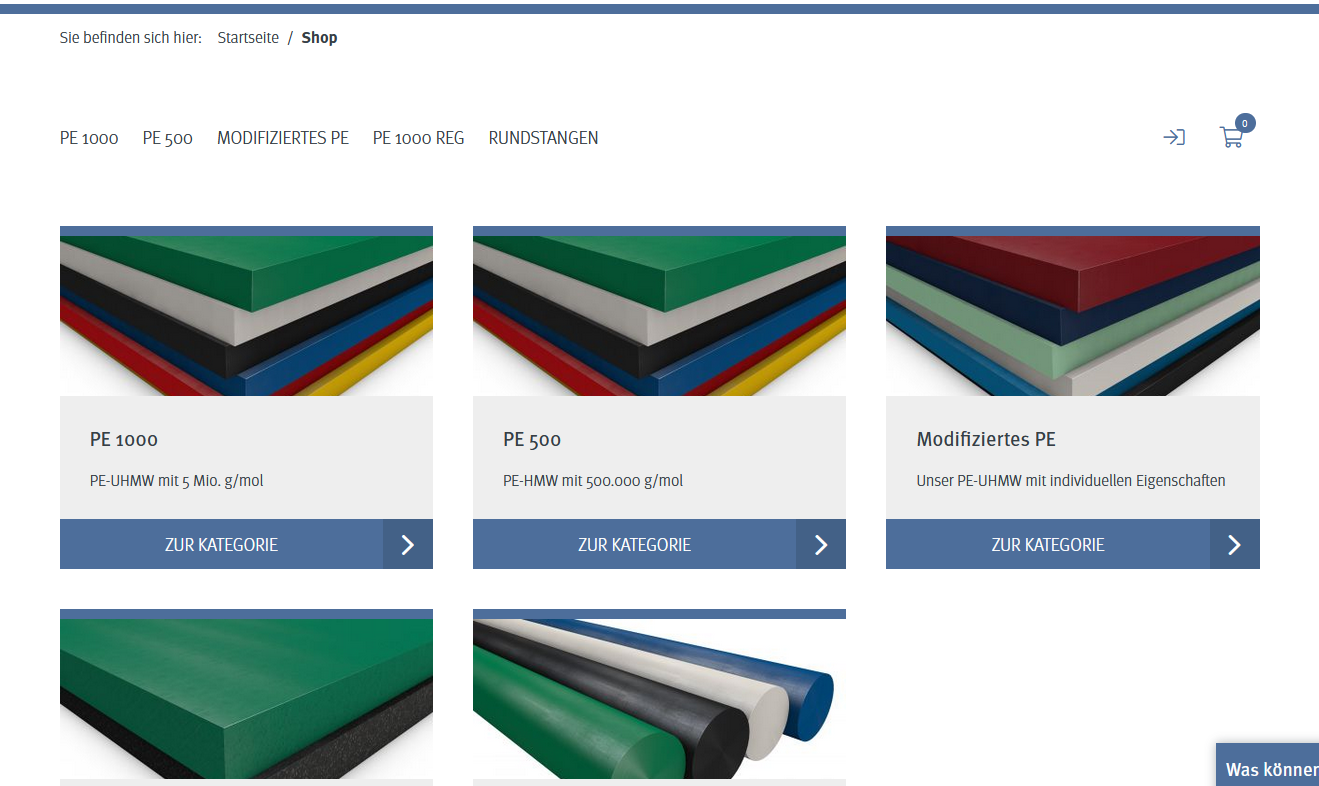 Sie befinden sich hier: Startseite / Shop
PE 1000 PE 500 MODIFIZIERTES PE PE 1000 REG RUNDSTANGEN
0
PE 1000
PE-UHMW mit 5 Mio. g/mol
ZUR KATEGORIE
PE 500
PE-HMW mit 500.000 g/mol
ZUR KATEGORIE
Modifiziertes PE
Unser PE-UHMW mit individuellen Eigenschaften
ZUR KATEGORIE
Was können